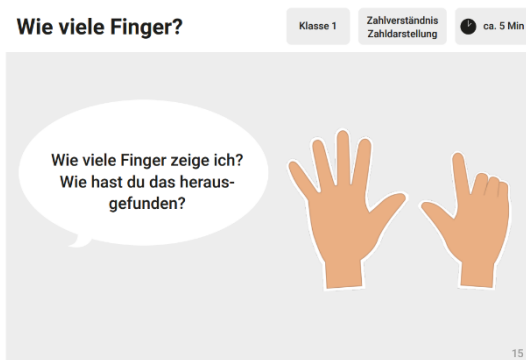 Wie viele Finger?
Klasse 1
Zahlverständnis
Zahldarstellung
ca. 5 Min
Wie viele Finger zeige ich?
Wie hast du das heraus-
gefunden?
15